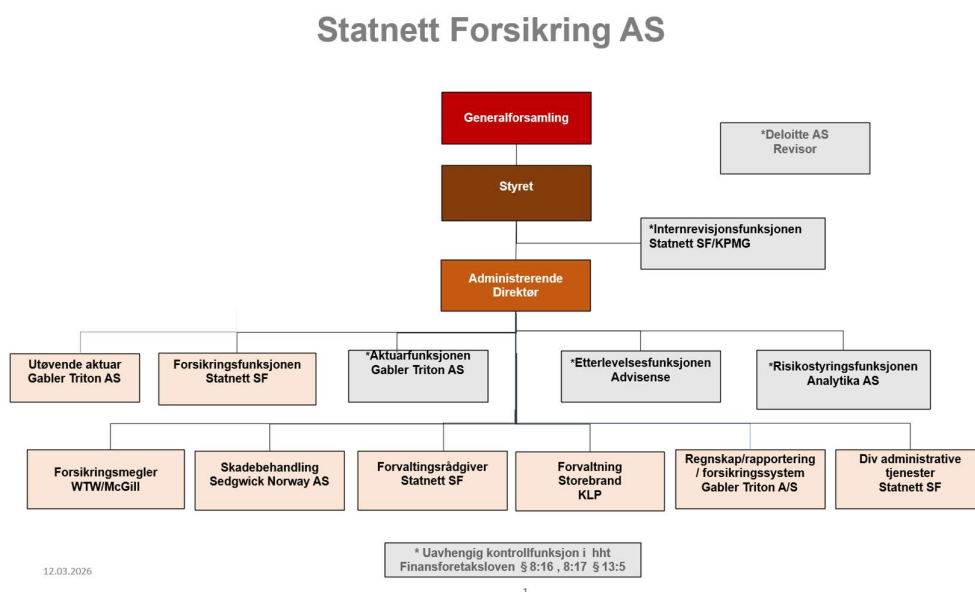 Statnett Forsikring AS
Generalforsamling
*Deloitte AS
Revisor
Styret
*Internrevisjonsfunksjonen
Statnett SF/KPMG
Administrerende
Direktør
Utøvende aktuar
Gabler Triton AS
Forsikringsfunksjonen
Statnett SF
*Aktuarfunksjonen
Gabler Triton AS
*Etterlevelsesfunksjonen
Advisense
*Risikostyringsfunksjonen
Analytika AS
Forsikringsmegler
WTW/McGill
Skadebehandling
Sedgwick Norway AS
Forvaltingsrådgiver
Statnett SF
Forvaltning
Storebrand
KLP
Regnskap/rapportering
/ forsikringssystem
Gabler Triton A/S
Div administrative
tjenester
Statnett SF
* Uavhengig kontrollfunksjon i hht
Finansforetaksloven § 8:16 , 8:17 § 13:5
12.03.2026
1